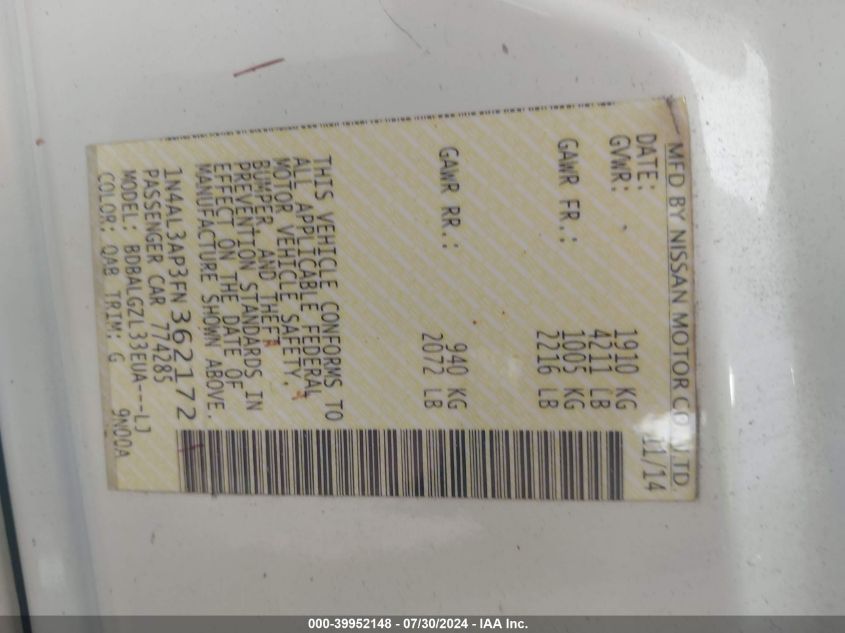 MFD BY NISSAN MOTOR CO., LTD.
DATE: 11/14
GVWR: 1910 KG
4211 LB
GAWR FR.: 1005 KG
2216 LB
GAWR RR.: 940 KG
2072 LB
THIS VEHICLE CONFORMS TO
ALL APPLICABLE FEDERAL
MOTOR VEHICLE SAFETY,
BUMPER, AND THEFT
PREVENTION STANDARDS IN
EFFECT ON THE DATE OF
MANUFACTURE SHOWN ABOVE.
1N4AL3AP3FN362172
PASSENGER CAR 774285
MODEL: BDBALGZL33EUA---LJ
COLOR: QAB TRIM: G 9N00A
000-39952148 - 07/30/2024 - IAA Inc.